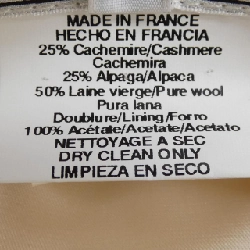 MADE IN FRANCE
HECHO EN FRANCIA
25% Cachemire/Cashmere
Cachemira
25% Alpaga/Alpaca
50% Laine vierge/Pure wool
Pura lana
Doublure/Lining/Forro
100% Acétate/Acetate/Acetato
NETTOYAGE A SEC
DRY CLEAN ONLY
LIMPIEZA EN SECO